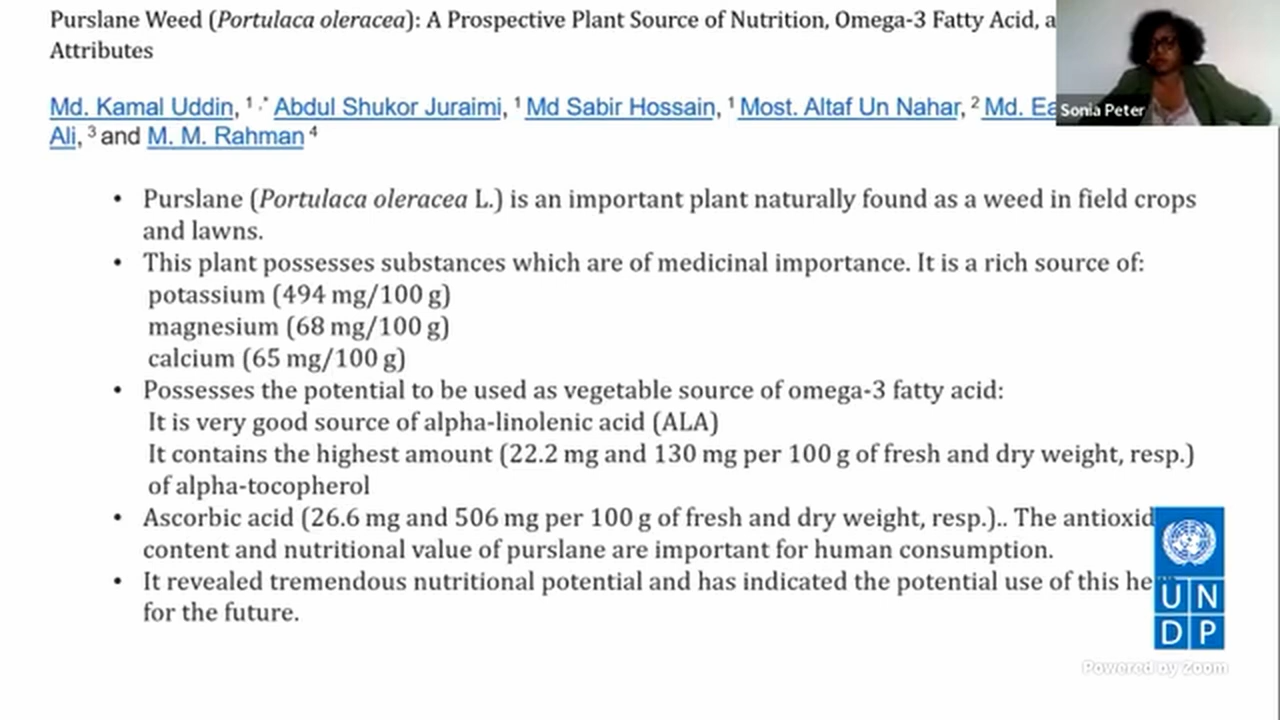 Purslane Weed (Portulaca oleracea): A Prospective Plant Source of Nutrition, Omega-3 Fatty Acid, a
Attributes
Md. Kamal Uddin, 1,* Abdul Shukor Juraimi, 1 Md Sabir Hossain, 1 Most. Altaf Un Nahar, 2 Md. Ea
Ali, 3 and M. M. Rahman 4
Sonia Peter
• Purslane (Portulaca oleracea L.) is an important plant naturally found as a weed in field crops
and lawns.
• This plant possesses substances which are of medicinal importance. It is a rich source of:
potassium (494 mg/100 g)
magnesium (68 mg/100 g)
calcium (65 mg/100 g)
• Possesses the potential to be used as vegetable source of omega-3 fatty acid:
It is very good source of alpha-linolenic acid (ALA)
It contains the highest amount (22.2 mg and 130 mg per 100 g of fresh and dry weight, resp.)
of alpha-tocopherol
• Ascorbic acid (26.6 mg and 506 mg per 100 g of fresh and dry weight, resp.).. The antioxid
content and nutritional value of purslane are important for human consumption.
• It revealed tremendous nutritional potential and has indicated the potential use of this he
for the future.
U N
D P
Powered by Zoom